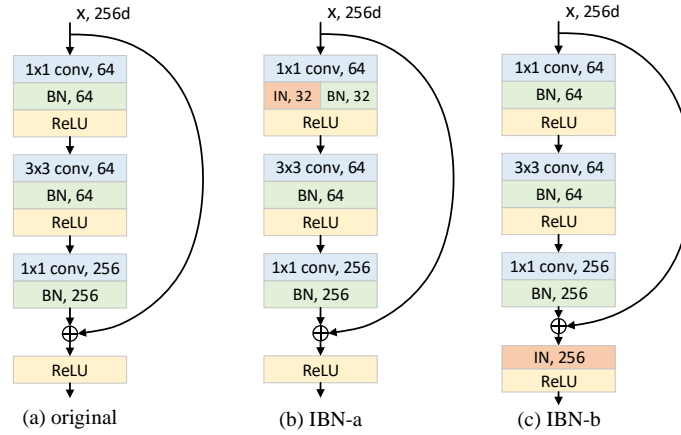 x, 256d
1x1 conv, 64
BN, 64
ReLU
3x3 conv, 64
BN, 64
ReLU
1x1 conv, 256
BN, 256
ReLU
(a) original
x, 256d
1x1 conv, 64
IN, 32 BN, 32
ReLU
3x3 conv, 64
BN, 64
ReLU
1x1 conv, 256
BN, 256
ReLU
(b) IBN-a
x, 256d
1x1 conv, 64
BN, 64
ReLU
3x3 conv, 64
BN, 64
ReLU
1x1 conv, 256
BN, 256
IN, 256
ReLU
(c) IBN-b